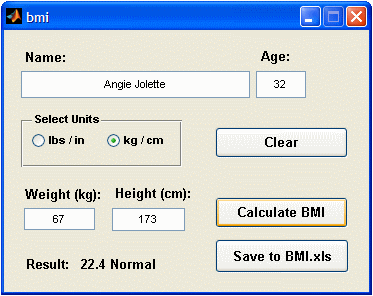 bmi
Name:
Age:
Angie Jolette
32
Select Units
lbs / in
kg / cm
Clear
Weight (kg):
Height (cm):
67
173
Calculate BMI
Save to BMI.xls
Result: 22.4 Normal